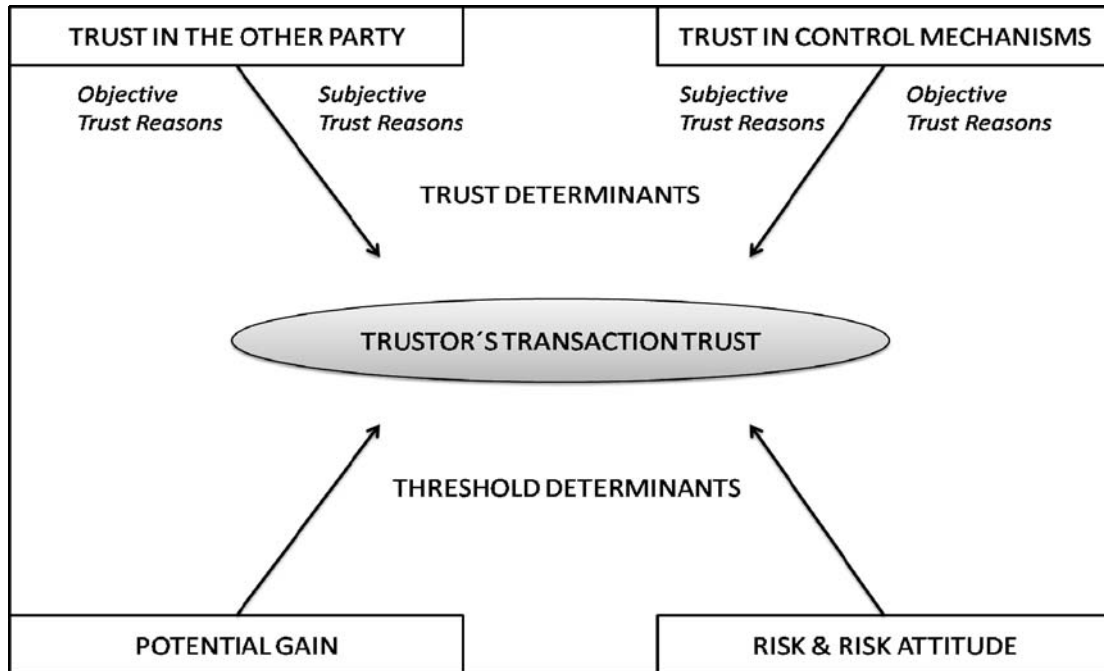 TRUST IN THE OTHER PARTY
TRUST IN CONTROL MECHANISMS
Objective
Trust Reasons
Subjective
Trust Reasons
Subjective
Trust Reasons
Objective
Trust Reasons
TRUST DETERMINANTS
TRUSTOR´S TRANSACTION TRUST
THRESHOLD DETERMINANTS
POTENTIAL GAIN
RISK & RISK ATTITUDE